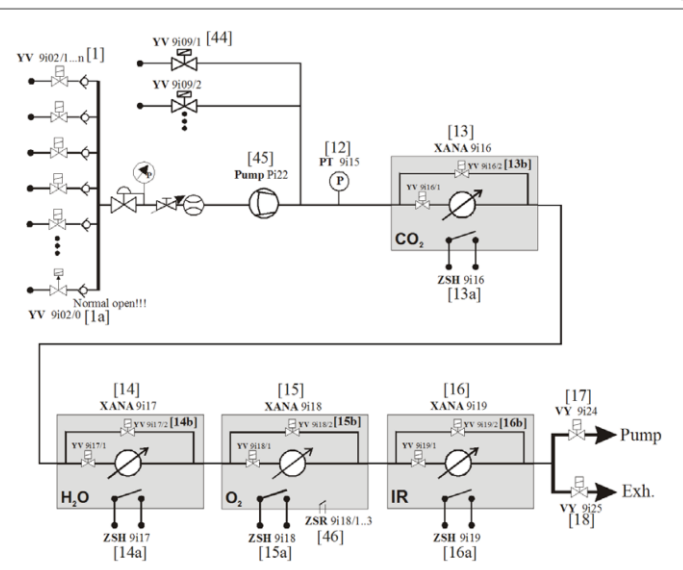 YV 9i09/1 [44]
YV 9i02/1...n [1]
YV 9i09/2
P
[45]
Pump Pi22
[12]
PT 9i15
P
[13]
XANA 9i16
YV 9i16/2 [13b]
YV 9i16/1
CO2
ZSH 9i16
[13a]
Normal open!!!
YV 9i02/0 [1a]
[14]
XANA 9i17
YV 9i17/2 [14b]
YV 9i17/1
H2O
ZSH 9i17
[14a]
[15]
XANA 9i18
YV 9i18/2 [15b]
YV 9i18/1
O2
ZSR 9i18/1..3
[46]
ZSH 9i18
[15a]
[16]
XANA 9i19
YV 9i19/2 [16b]
YV 9i19/1
IR
ZSH 9i19
[16a]
[17]
VY 9i24
Pump
Exh.
VY 9i25
[18]